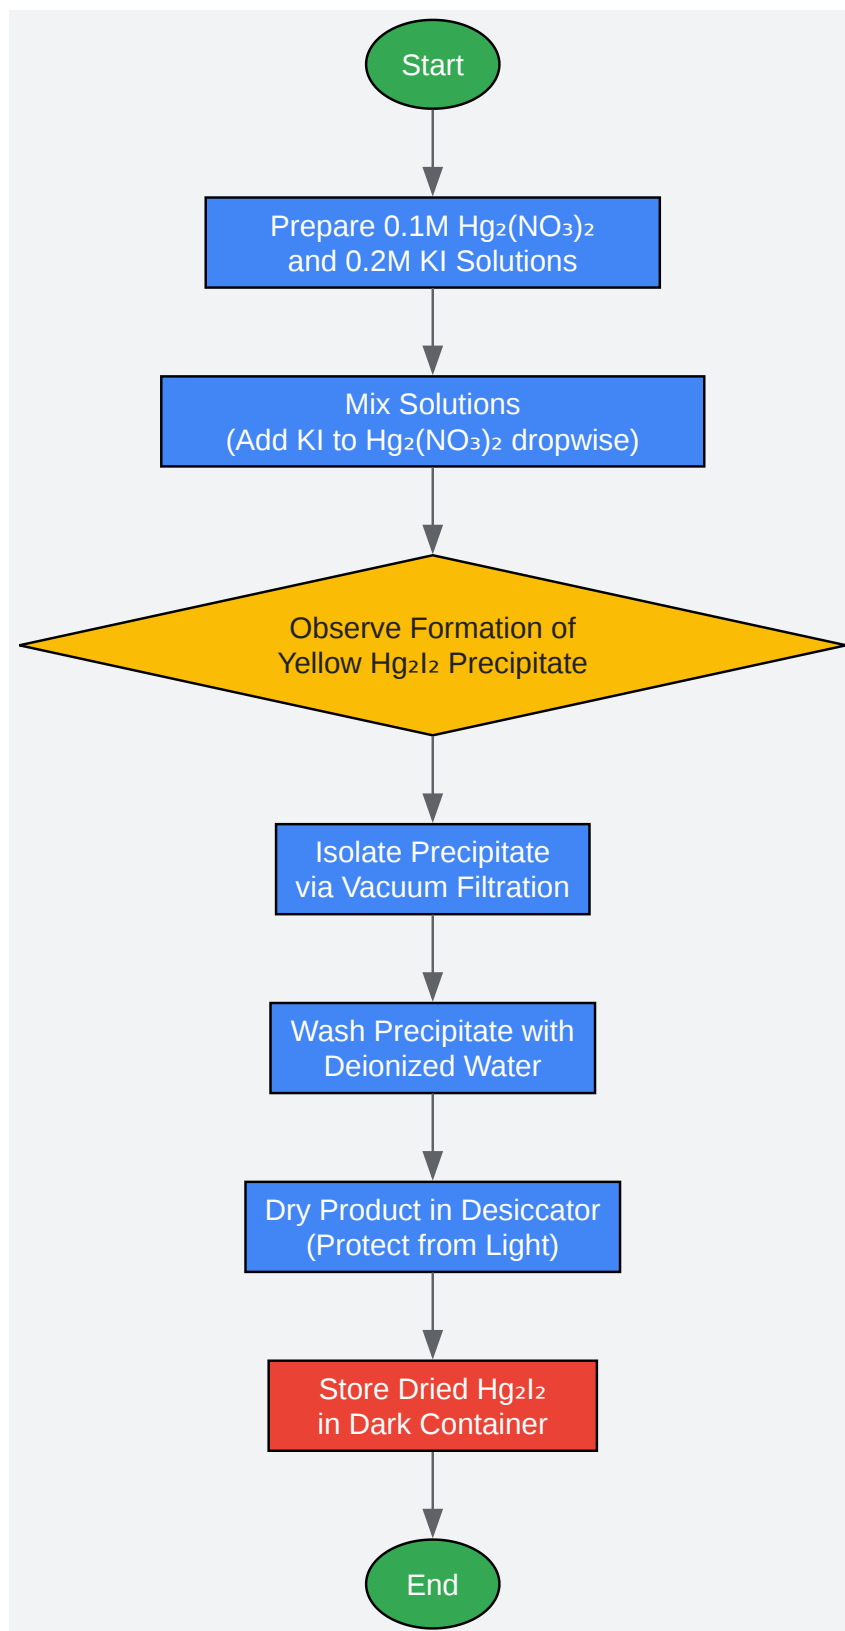 Start
Prepare 0.1M Hg₂(NO₃)₂
and 0.2M KI Solutions
Mix Solutions
(Add KI to Hg₂(NO₃)₂ dropwise)
Observe Formation of
Yellow Hg₂I₂ Precipitate
Isolate Precipitate
via Vacuum Filtration
Wash Precipitate with
Deionized Water
Dry Product in Desiccator
(Protect from Light)
Store Dried Hg₂I₂
in Dark Container
End